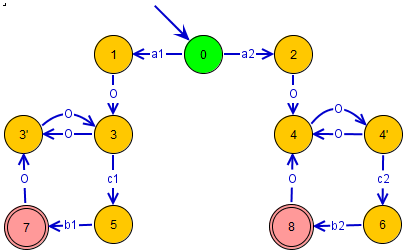 1 a1 0 a2 2
O O
3' O O 3 4 O O 4'
O c1 O c2
7 b1 5 8 b2 6